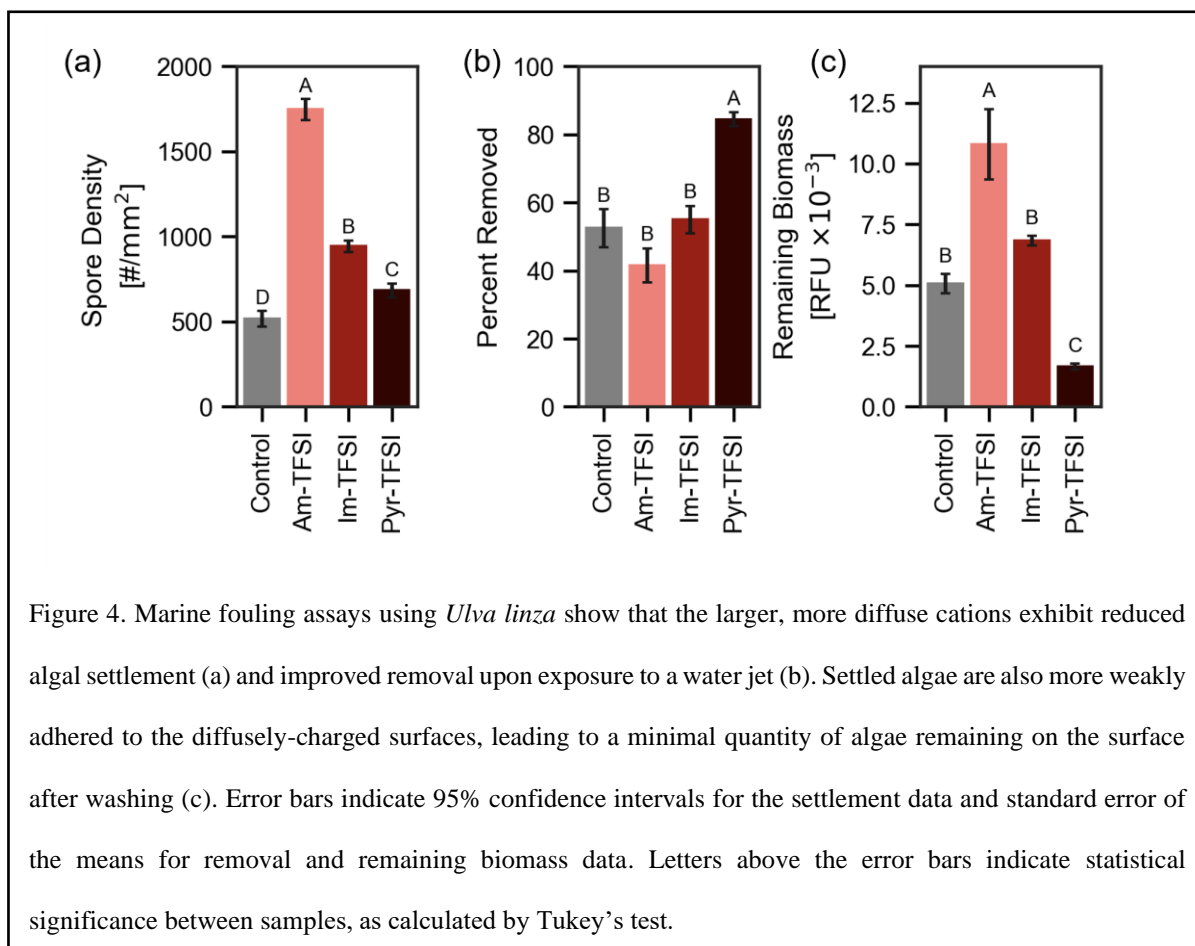 (a)
2000
1500
1000
500
0
Spore Density
[#/mm²]
D
A
B
C
Control
Am-TFSI
Im-TFSI
Pyr-TFSI
(b)
100
80
60
40
20
0
Percent Removed
B
B
B
A
Control
Am-TFSI
Im-TFSI
Pyr-TFSI
(c)
12.5
10.0
7.5
5.0
2.5
0.0
Remaining Biomass
[RFU ×10⁻³]
B
A
B
C
Control
Am-TFSI
Im-TFSI
Pyr-TFSI
Figure 4. Marine fouling assays using Ulva linza show that the larger, more diffuse cations exhibit reduced
algal settlement (a) and improved removal upon exposure to a water jet (b). Settled algae are also more weakly
adhered to the diffusely-charged surfaces, leading to a minimal quantity of algae remaining on the surface
after washing (c). Error bars indicate 95% confidence intervals for the settlement data and standard error of
the means for removal and remaining biomass data. Letters above the error bars indicate statistical
significance between samples, as calculated by Tukey’s test.